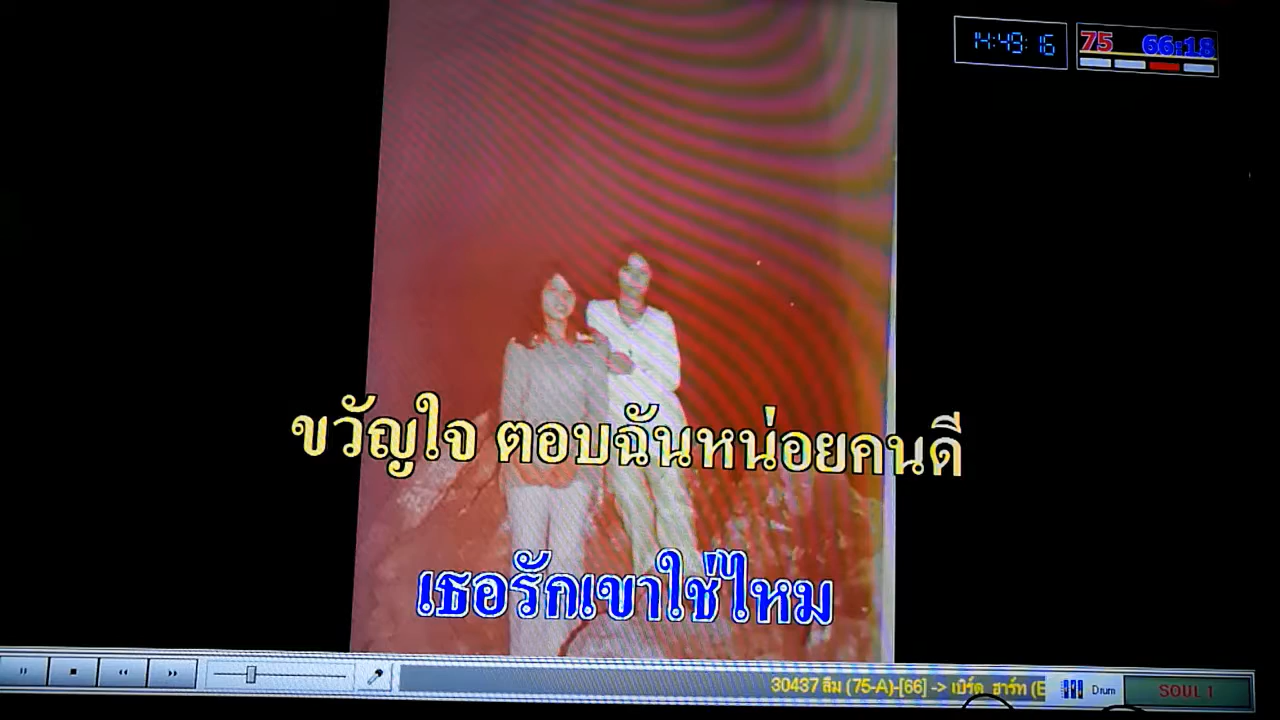 14:49:16
75 66:18
ขวัญใจ ตอบฉันหน่อยคนดี
เธอรักเขาใช่ไหม
30437 ลืม (75-A)-[66] -> เบิร์ด ฮาร์ท (E
Drum
SOUL 1